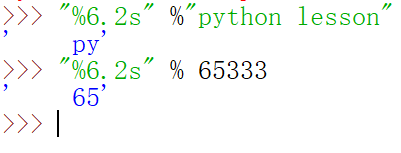 >>> "%6.2s" %"python lesson"
'    py'
>>> "%6.2s" % 65333
'    65'
>>>